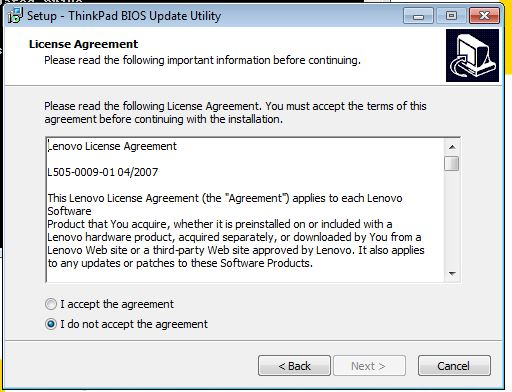 Setup - ThinkPad BIOS Update Utility
License Agreement
Please read the following important information before continuing.
Please read the following License Agreement. You must accept the terms of this
agreement before continuing with the installation.
Lenovo License Agreement
L505-0009-01 04/2007
This Lenovo License Agreement (the "Agreement") applies to each Lenovo
Software
Product that You acquire, whether it is preinstalled on or included with a
Lenovo hardware product, acquired separately, or downloaded by You from a
Lenovo Web site or a third-party Web site approved by Lenovo. It also applies
to any updates or patches to these Software Products.
I accept the agreement
I do not accept the agreement
< Back
Next >
Cancel